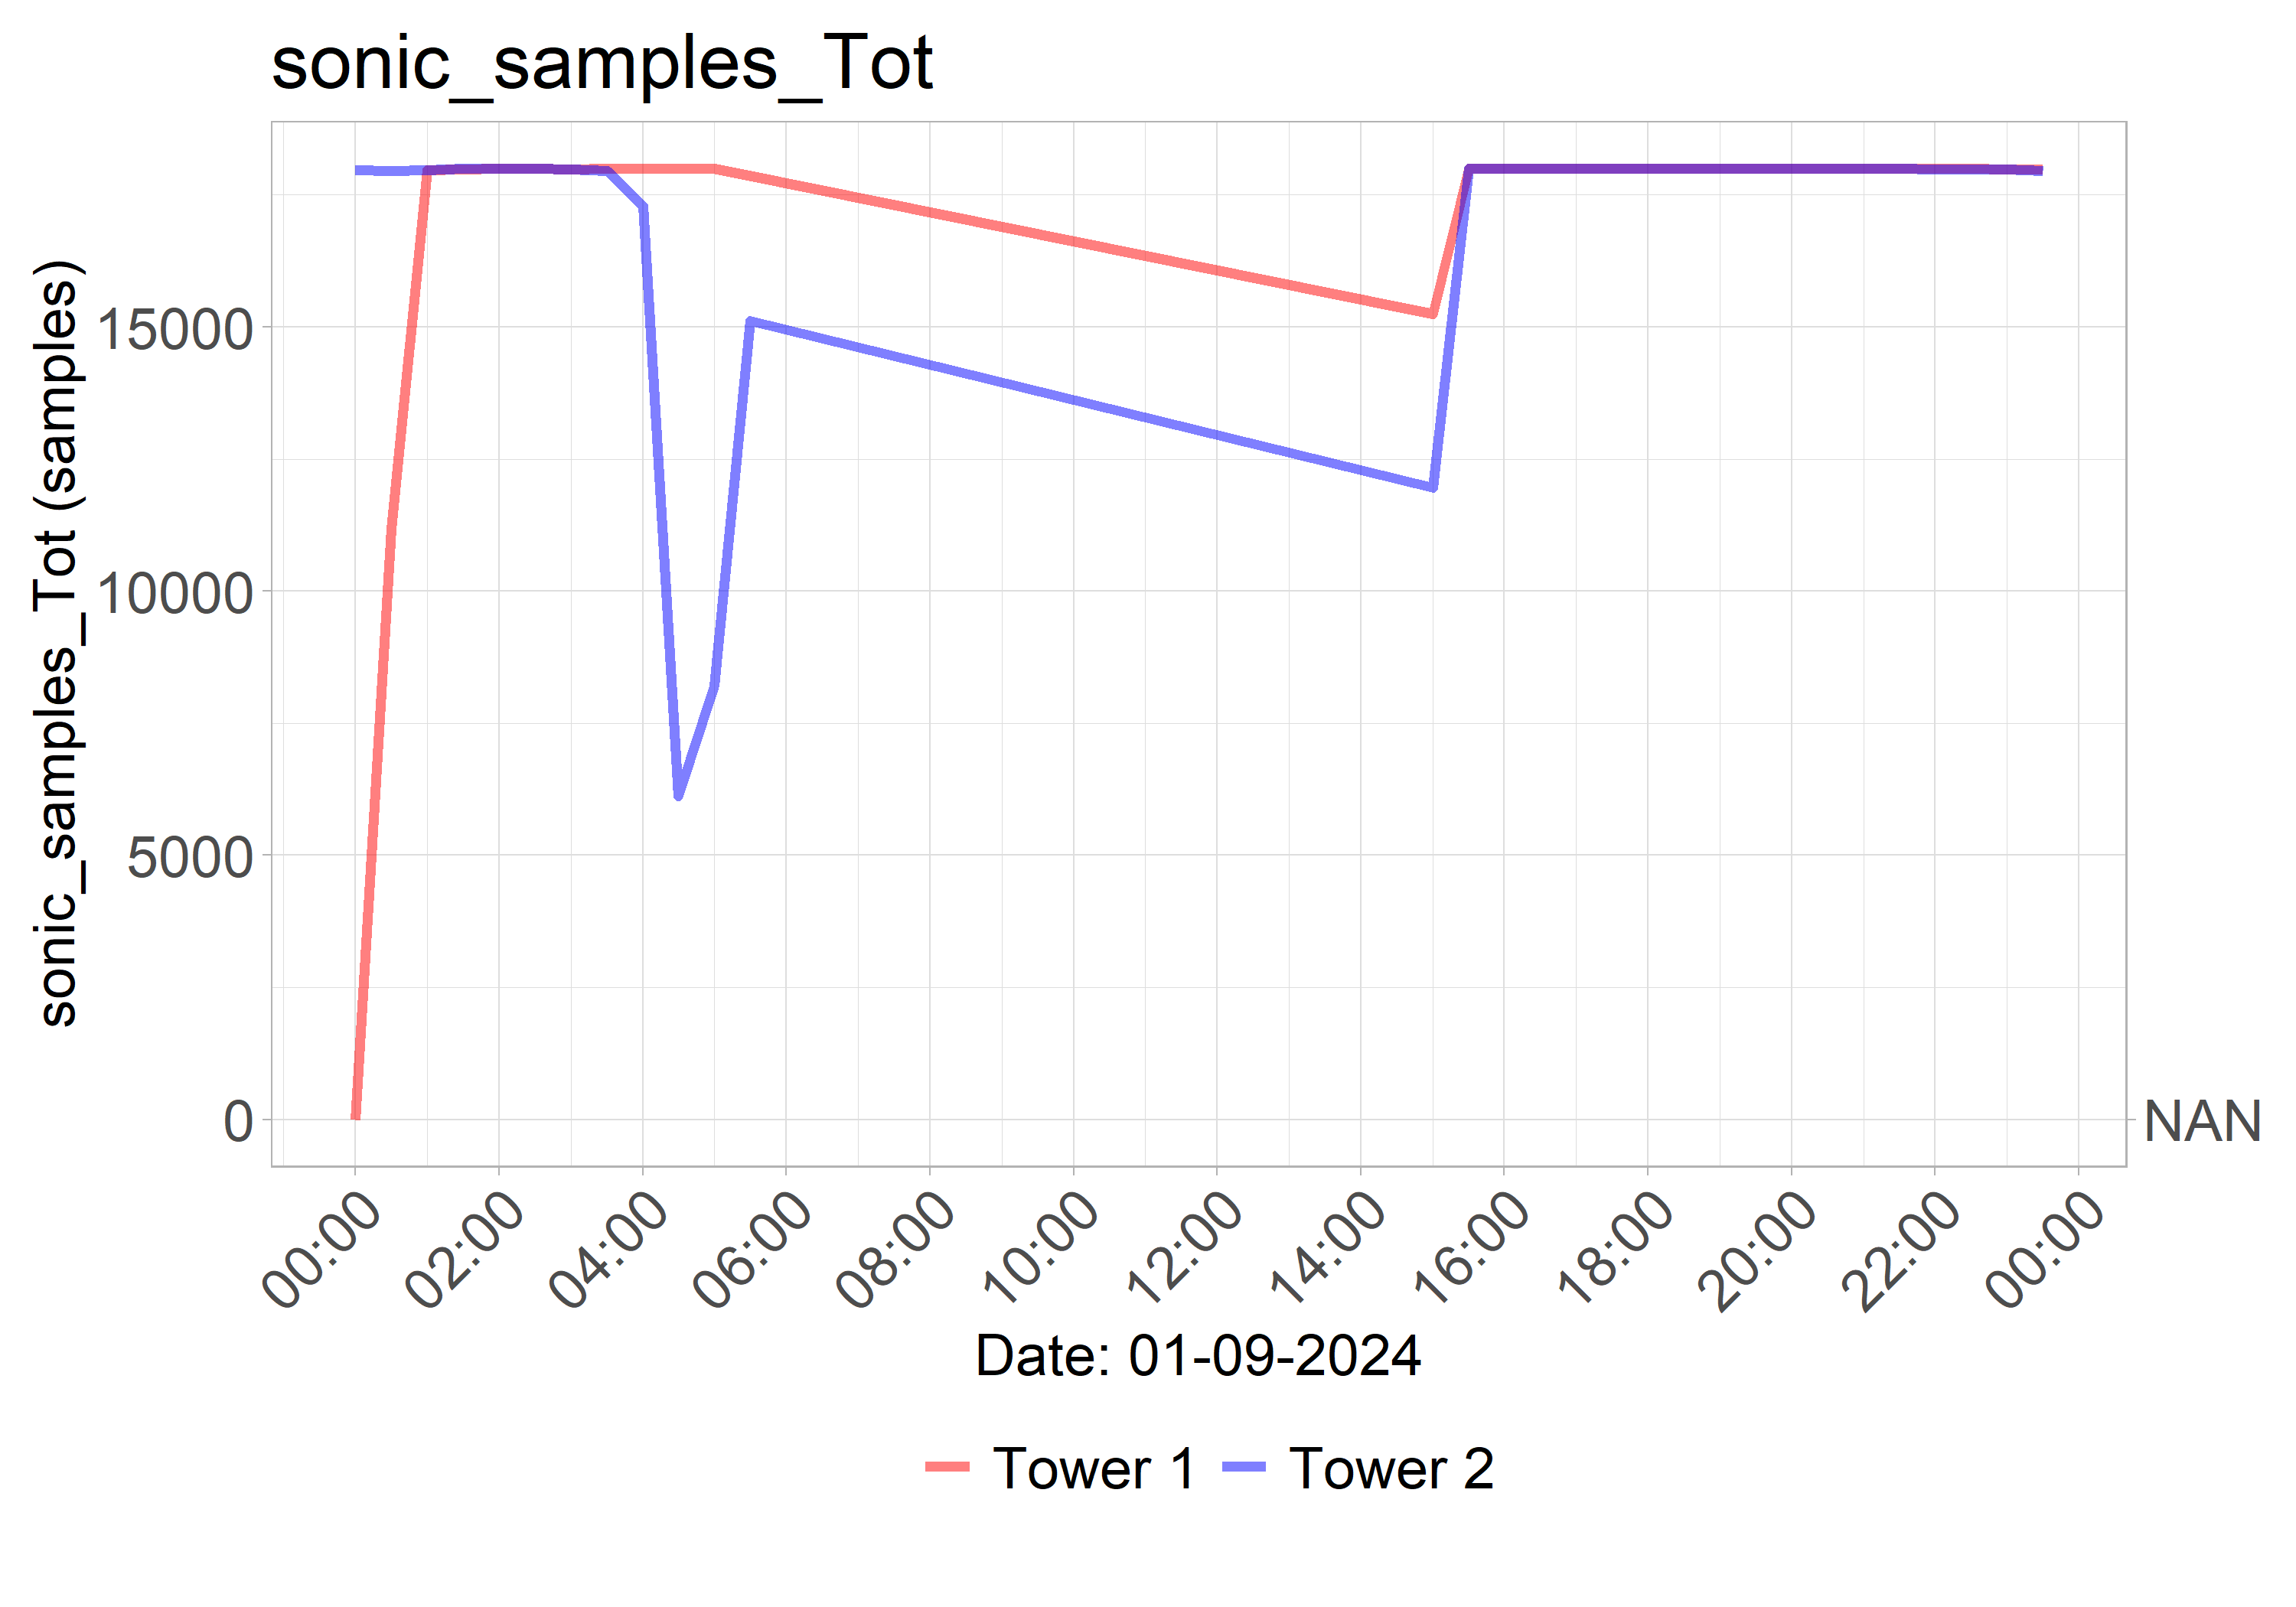 sonic_samples_Tot
sonic_samples_Tot (samples)
15000
10000
5000
0
NAN
00:00 02:00 04:00 06:00 08:00 10:00 12:00 14:00 16:00 18:00 20:00 22:00 00:00
Date: 01-09-2024
Tower 1 Tower 2